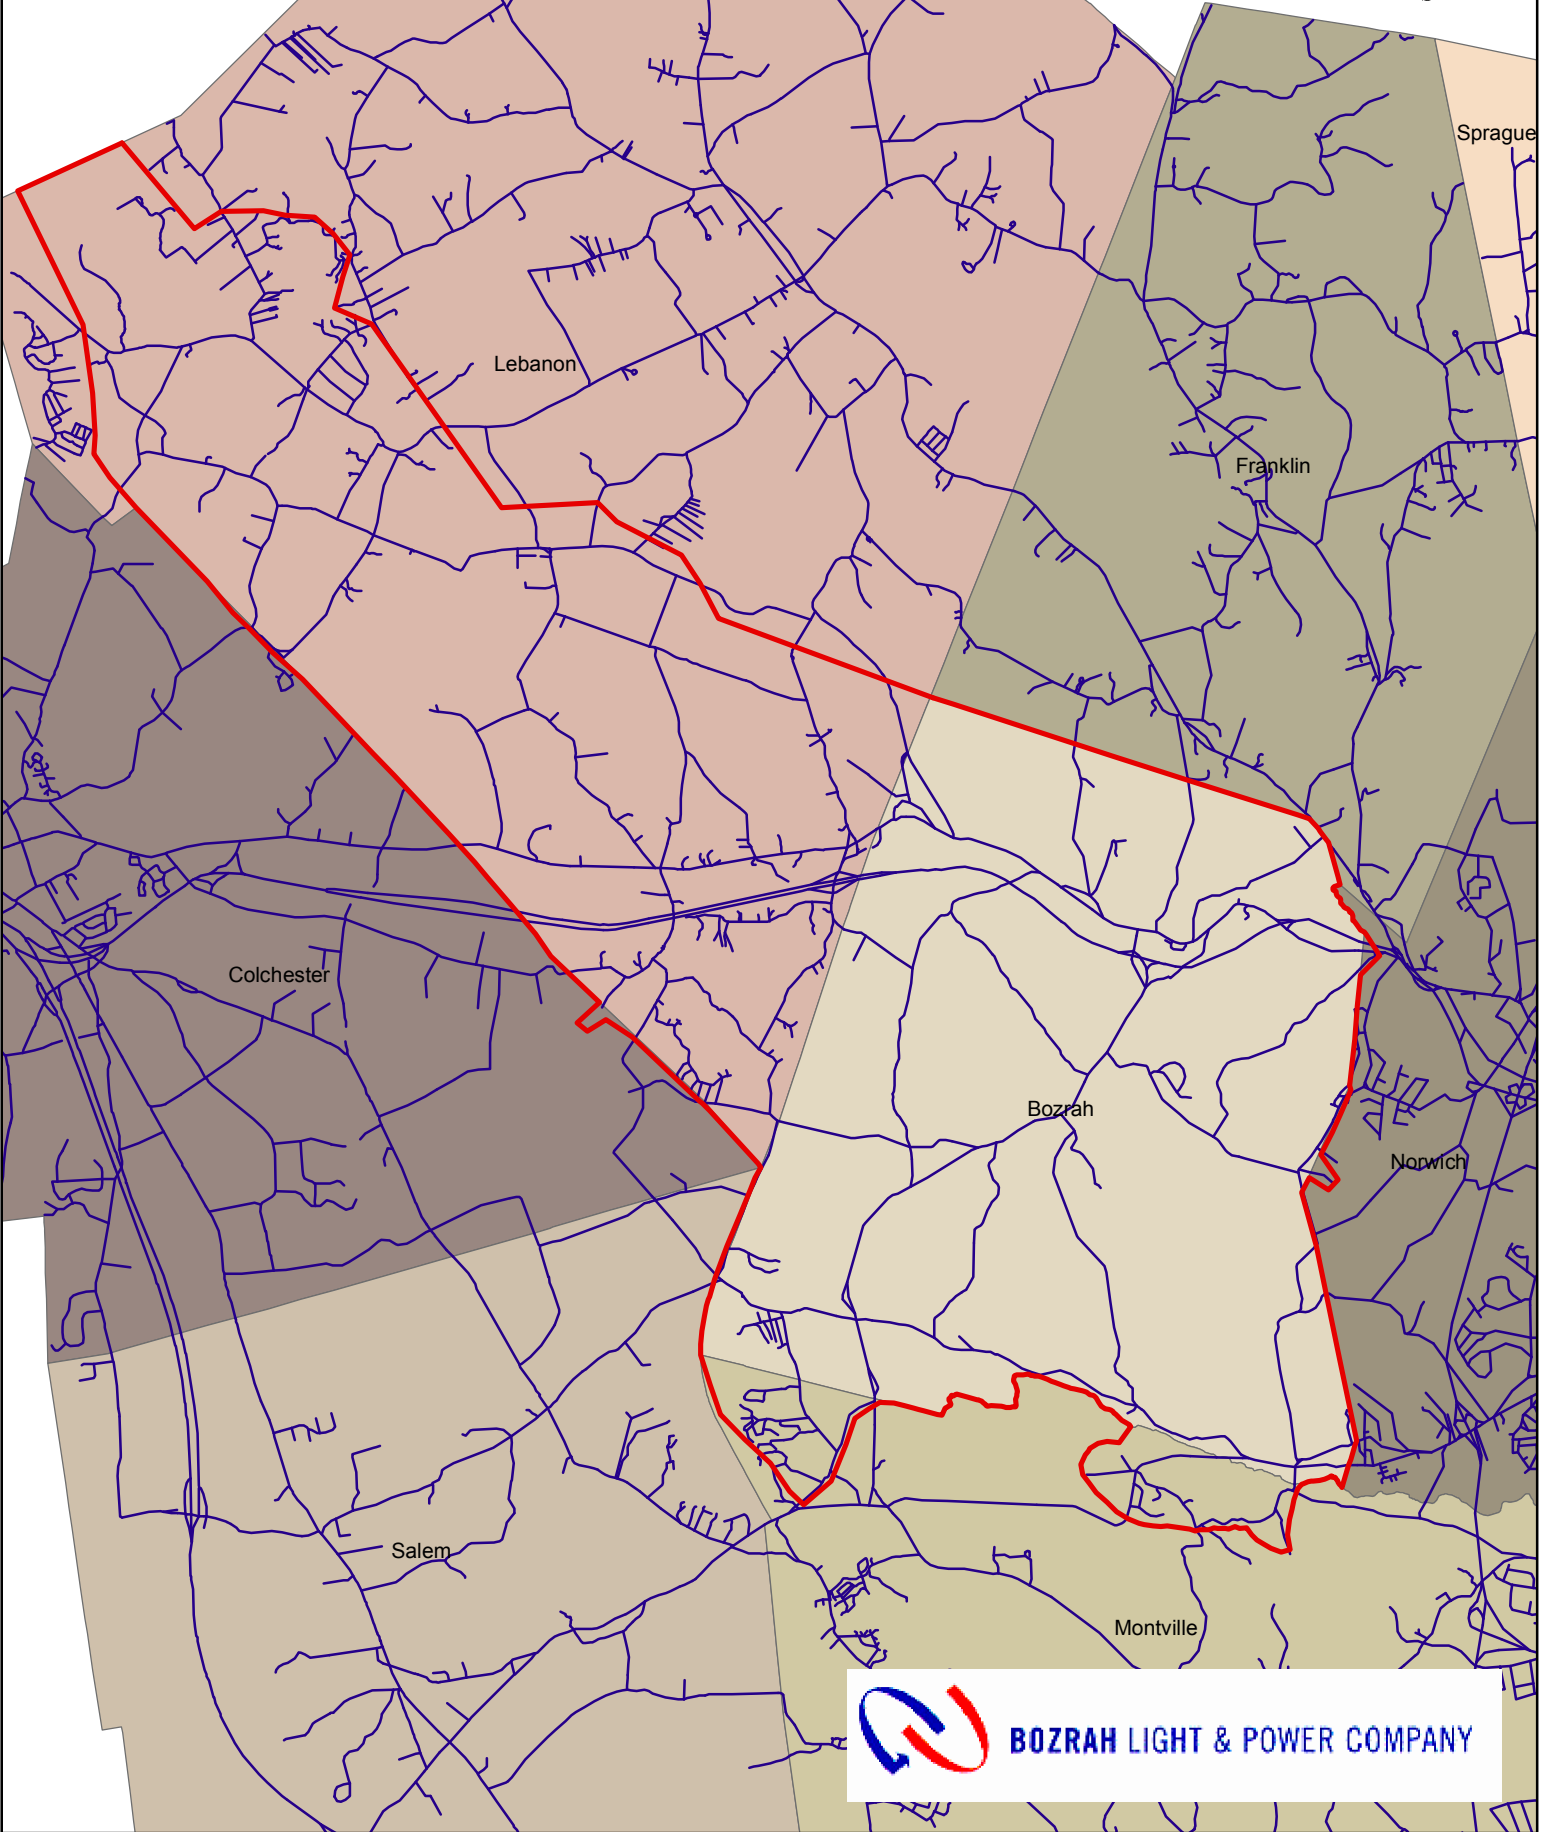 Sprague
Lebanon
Franklin
Colchester
Bozrah
Norwich
Salem
Montville
BOZRAH LIGHT & POWER COMPANY